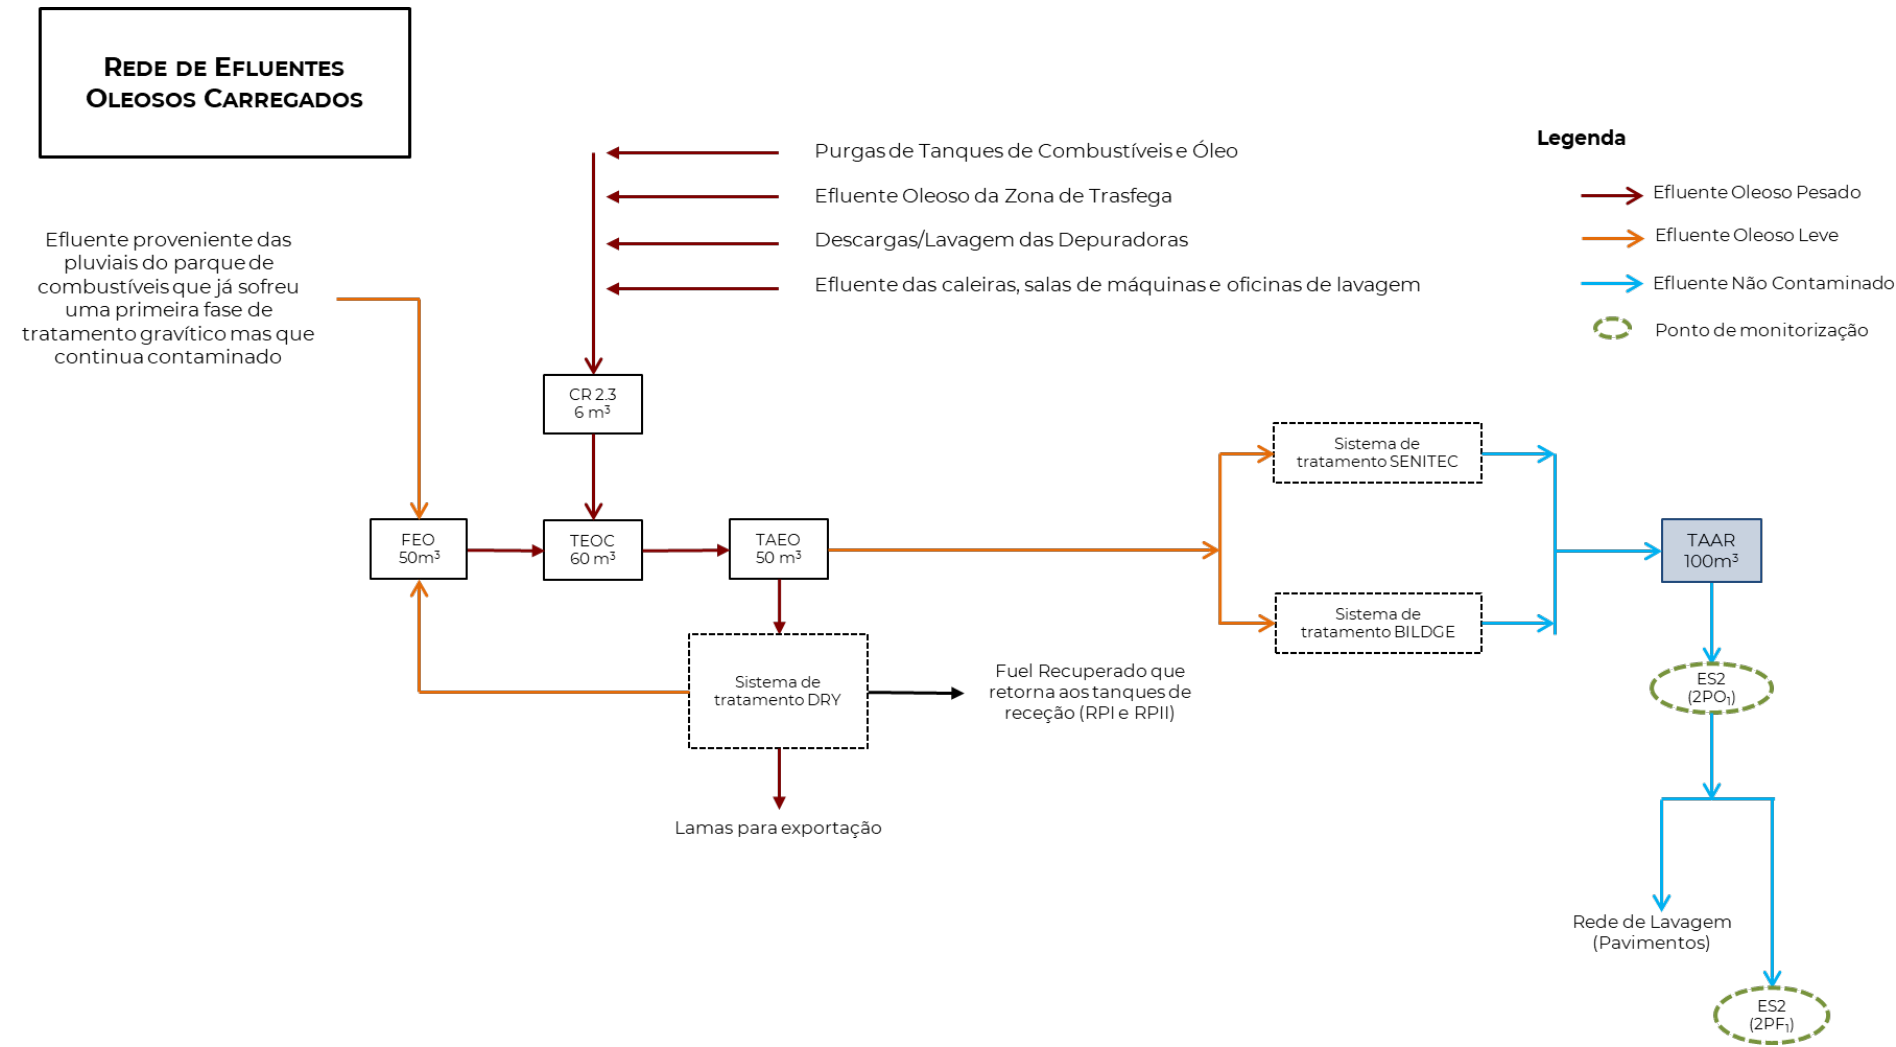 REDE DE EFLUENTES
OLEOSOS CARREGADOS
Purgas de Tanques de Combustíveis e Óleo
Efluente Oleoso da Zona de Trasfega
Descargas/Lavagem das Depuradoras
Efluente das caleiras, salas de máquinas e oficinas de lavagem
Legenda
Efluente Oleoso Pesado
Efluente Oleoso Leve
Efluente Não Contaminado
Ponto de monitorização
Efluente proveniente das
pluviais do parque de
combustíveis que já sofreu
uma primeira fase de
tratamento gravítico mas que
continua contaminado
CR 2.3
6 m³
FEO
50m³
TEOC
60 m³
TAEO
50 m³
Sistema de
tratamento SENITEC
Sistema de
tratamento BILDGE
TAAR
100m³
Sistema de
tratamento DRY
Fuel Recuperado que
retorna aos tanques de
receção (RPI e RPII)
Lamas para exportação
ES2
(2PO₁)
Rede de Lavagem
(Pavimentos)
ES2
(2PF₁)